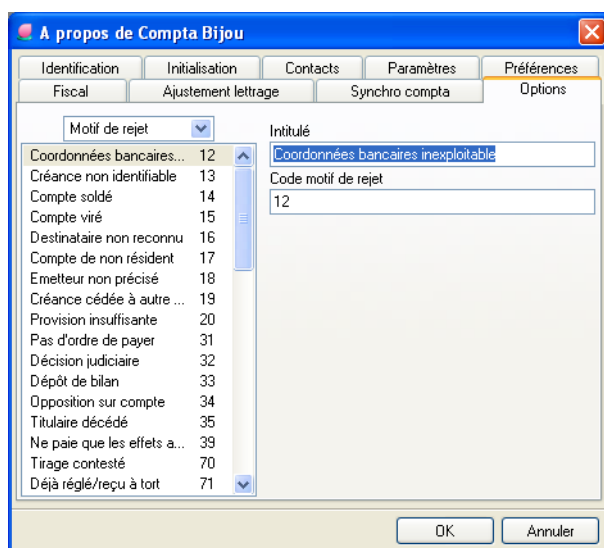 A propos de Compta Bijou
Identification Initialisation Contacts Paramètres Préférences
Fiscal Ajustement lettrage Synchro compta Options
Motif de rejet
Coordonnées bancaires... 12
Créance non identifiable 13
Compte soldé 14
Compte viré 15
Destinataire non reconnu 16
Compte de non résident 17
Emetteur non précisé 18
Créance cédée à autre ... 19
Provision insuffisante 20
Pas d'ordre de payer 31
Décision judiciaire 32
Dépôt de bilan 33
Opposition sur compte 34
Titulaire décédé 35
Ne paie que les effets a... 39
Tirage contesté 70
Déjà réglé/reçu à tort 71
Intitulé
Coordonnées bancaires inexploitable
Code motif de rejet
12
OK Annuler